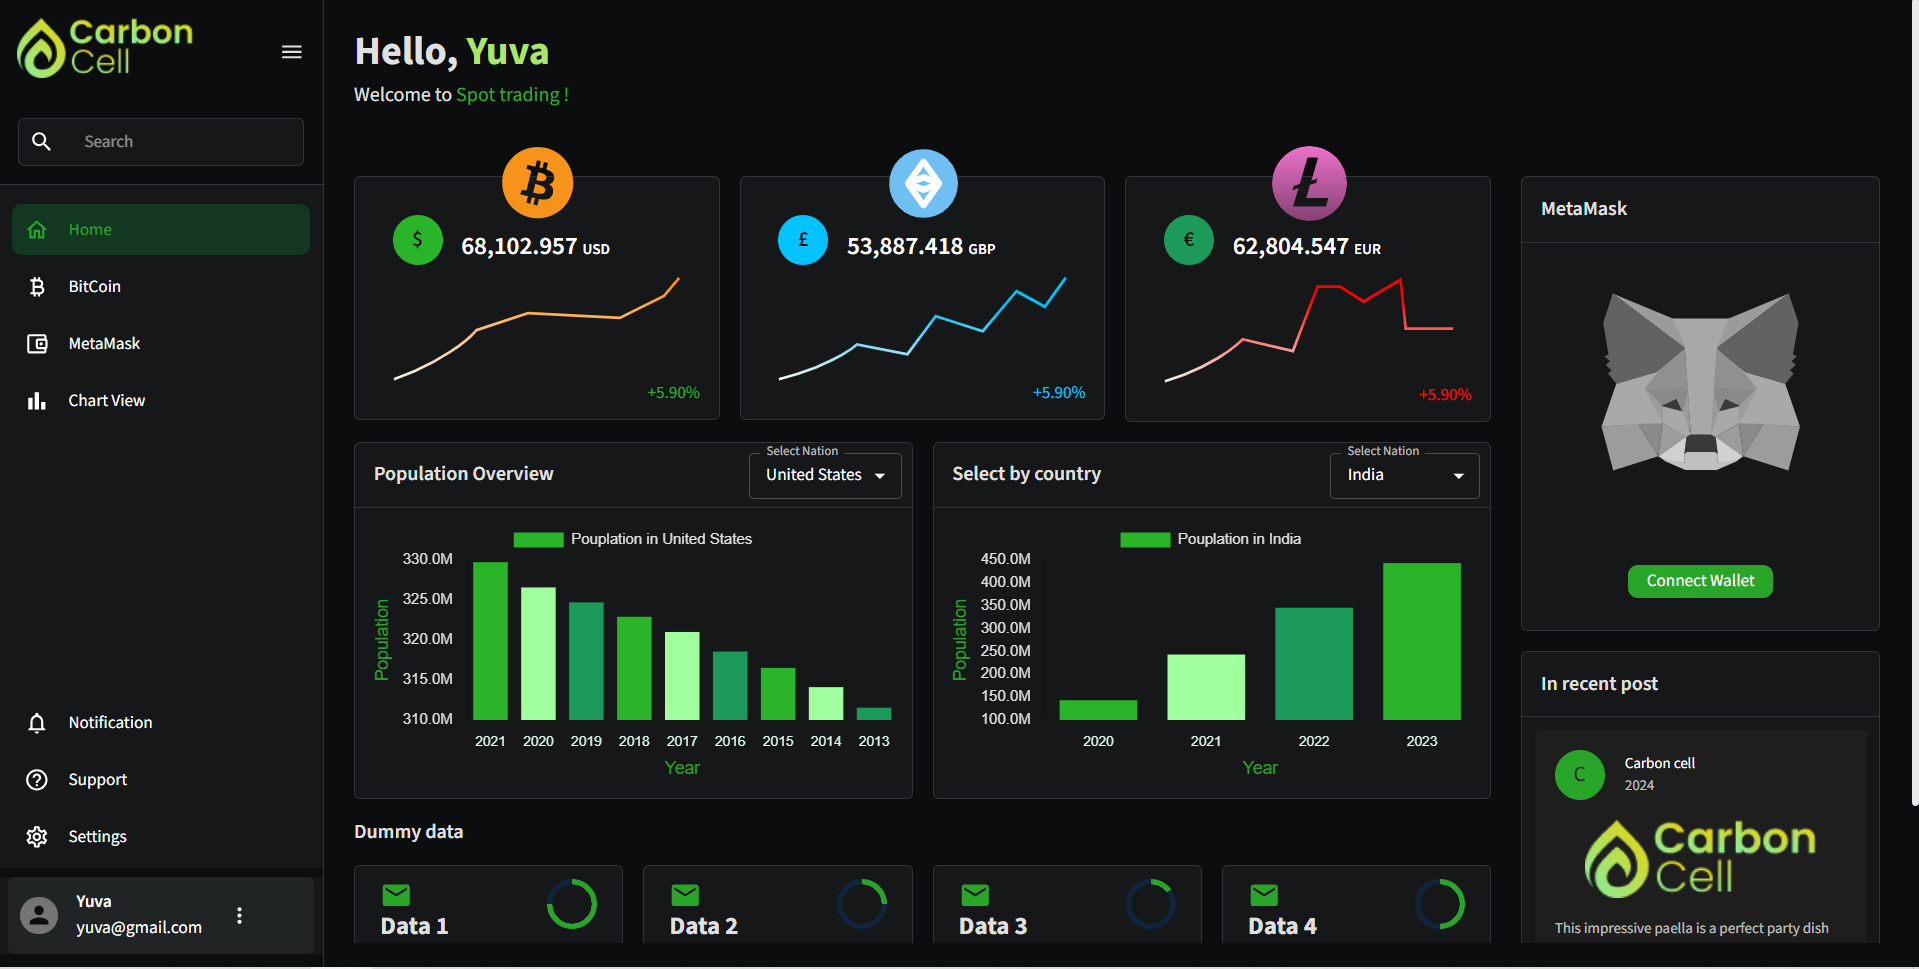 Carbon
Cell
Search
Home
BitCoin
MetaMask
Chart View
Notification
Support
Settings
Yuva
yuva@gmail.com
Hello, Yuva
Welcome to Spot trading !
$
68,102.957 USD
+5.90%
£
53,887.418 GBP
+5.90%
€
62,804.547 EUR
+5.90%
Population Overview
Select Nation
United States
Pouplation in United States
330.0M
325.0M
320.0M
315.0M
310.0M
Population
2021 2020 2019 2018 2017 2016 2015 2014 2013
Year
Select by country
Select Nation
India
Pouplation in India
450.0M
400.0M
350.0M
300.0M
250.0M
200.0M
150.0M
100.0M
Population
2020 2021 2022 2023
Year
Dummy data
Data 1
Data 2
Data 3
Data 4
MetaMask
Connect Wallet
In recent post
C
Carbon cell
2024
Carbon
Cell
This impressive paella is a perfect party dish